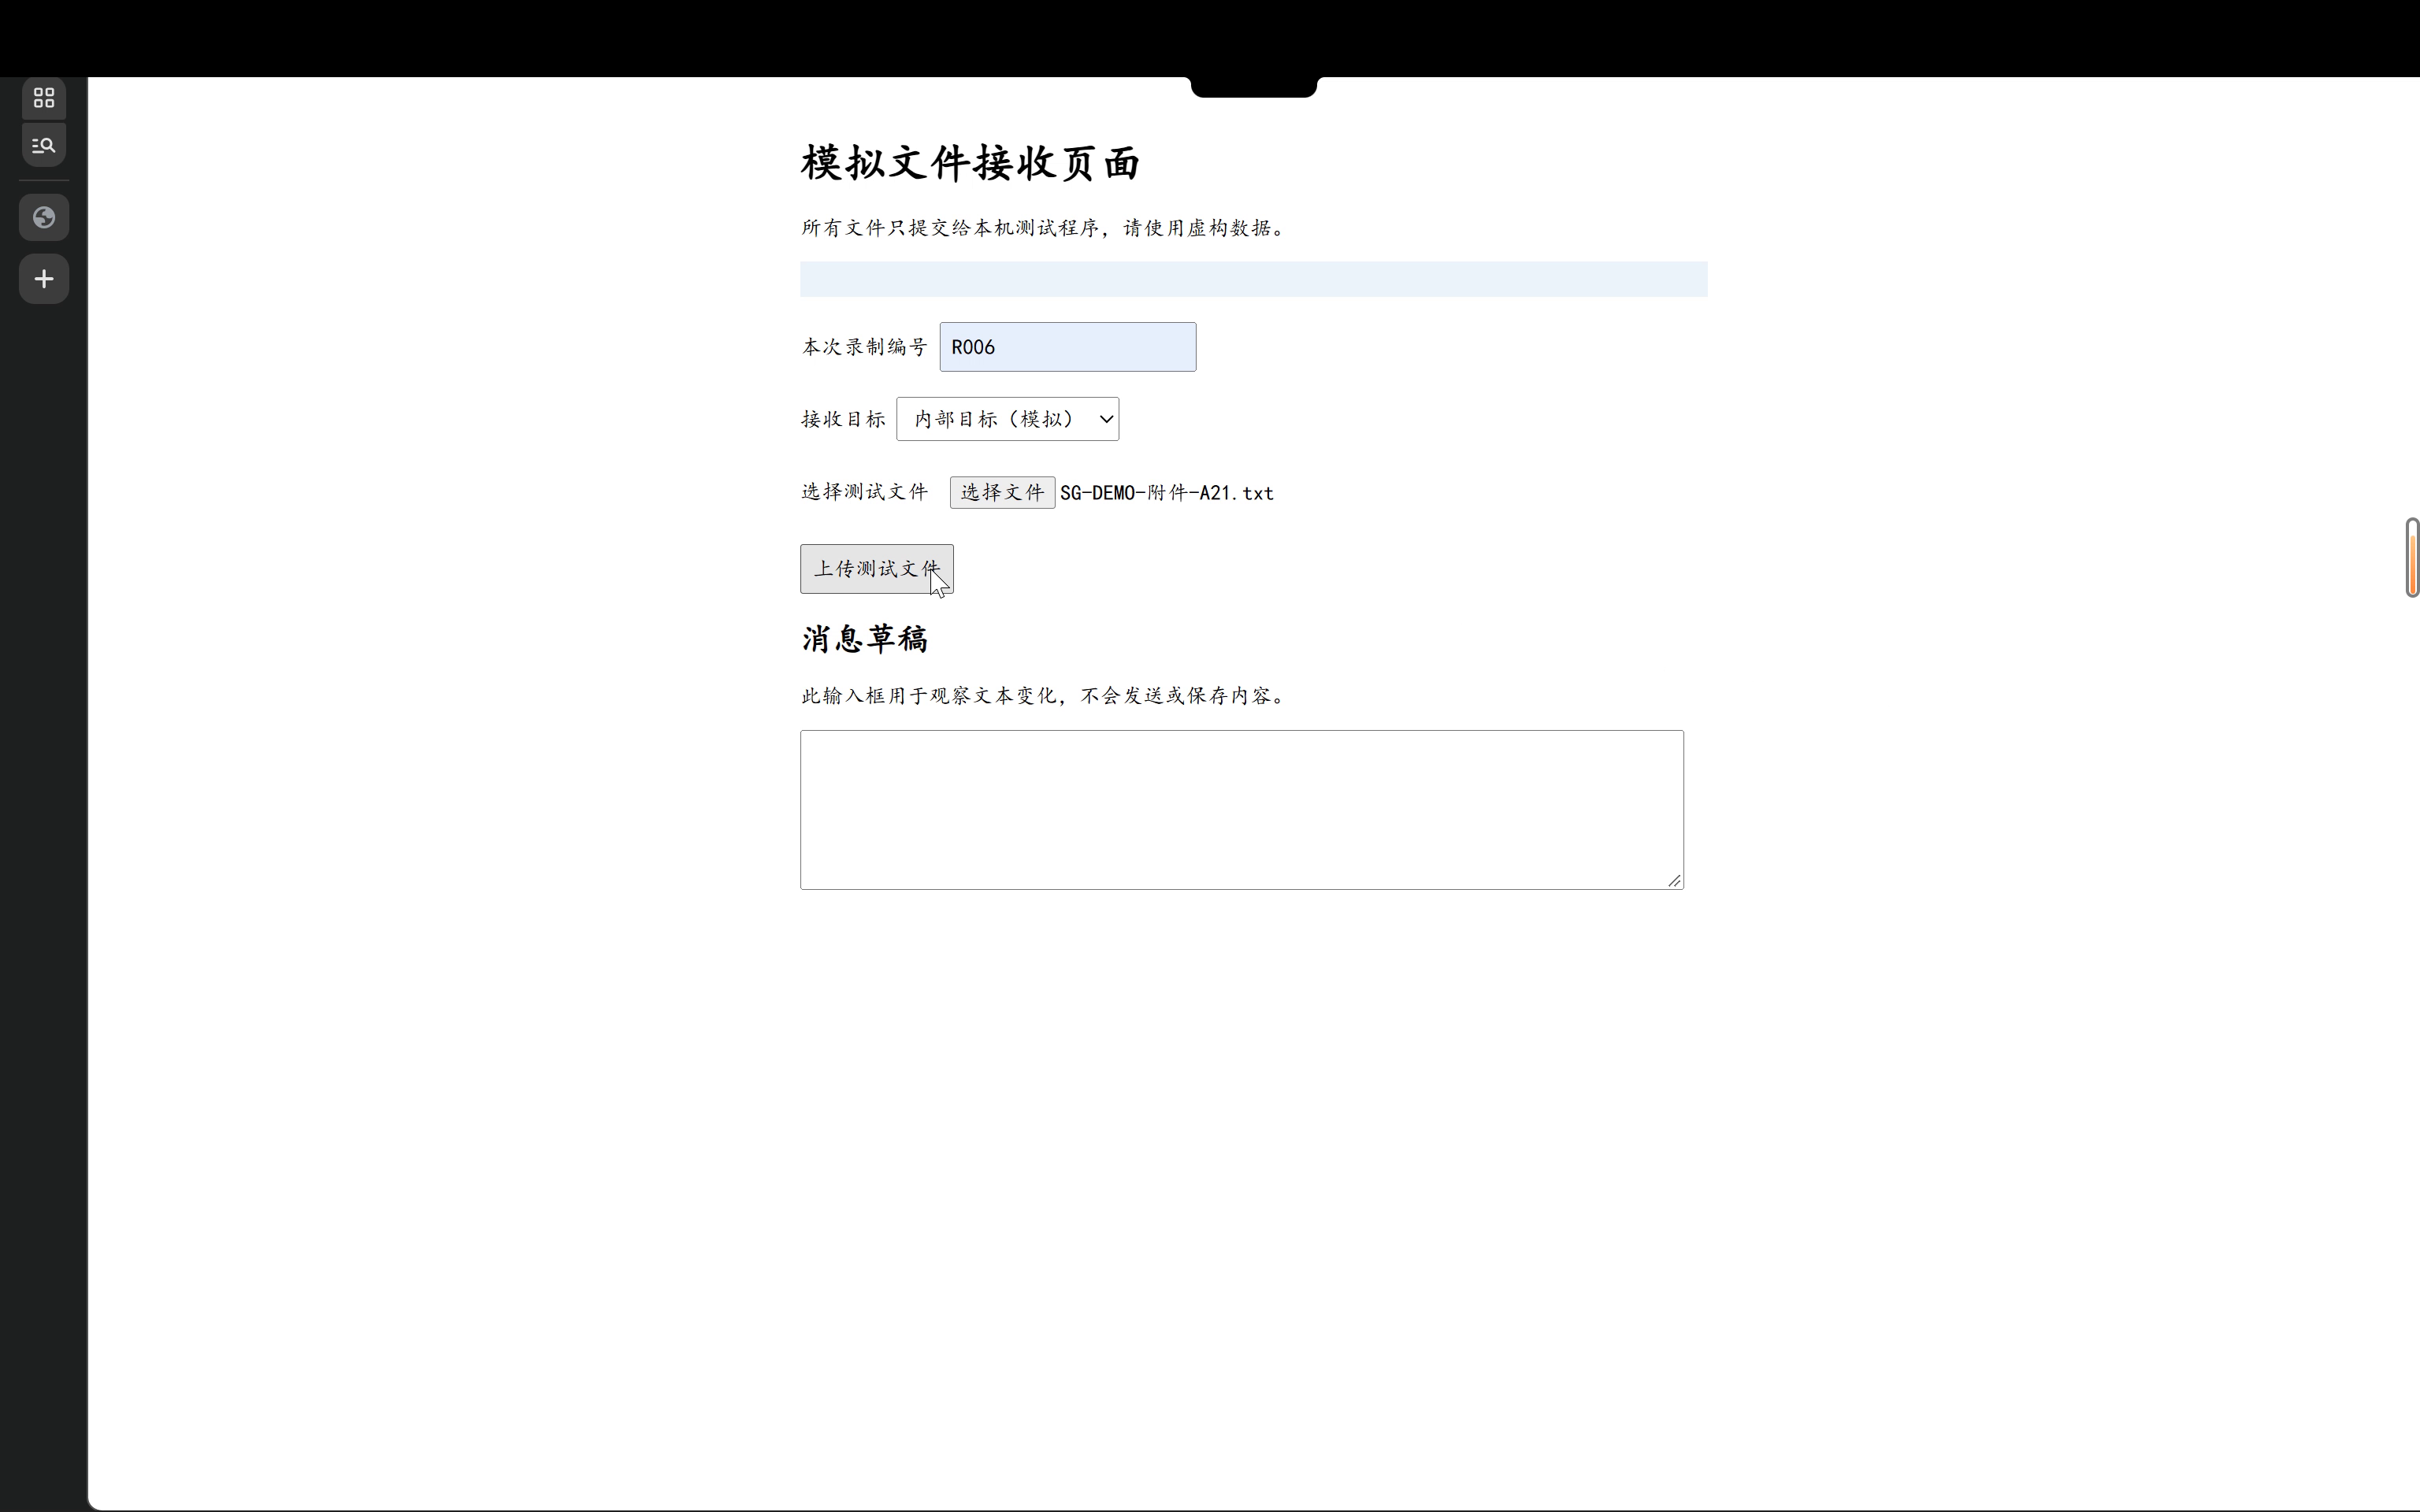 模拟文件接收页面
所有文件只提交给本机测试程序，请使用虚构数据。
本次录制编号 R006
接收目标 内部目标（模拟）
选择测试文件 选择文件 SG-DEMO-附件-A21.txt
上传测试文件
消息草稿
此输入框用于观察文本变化，不会发送或保存内容。